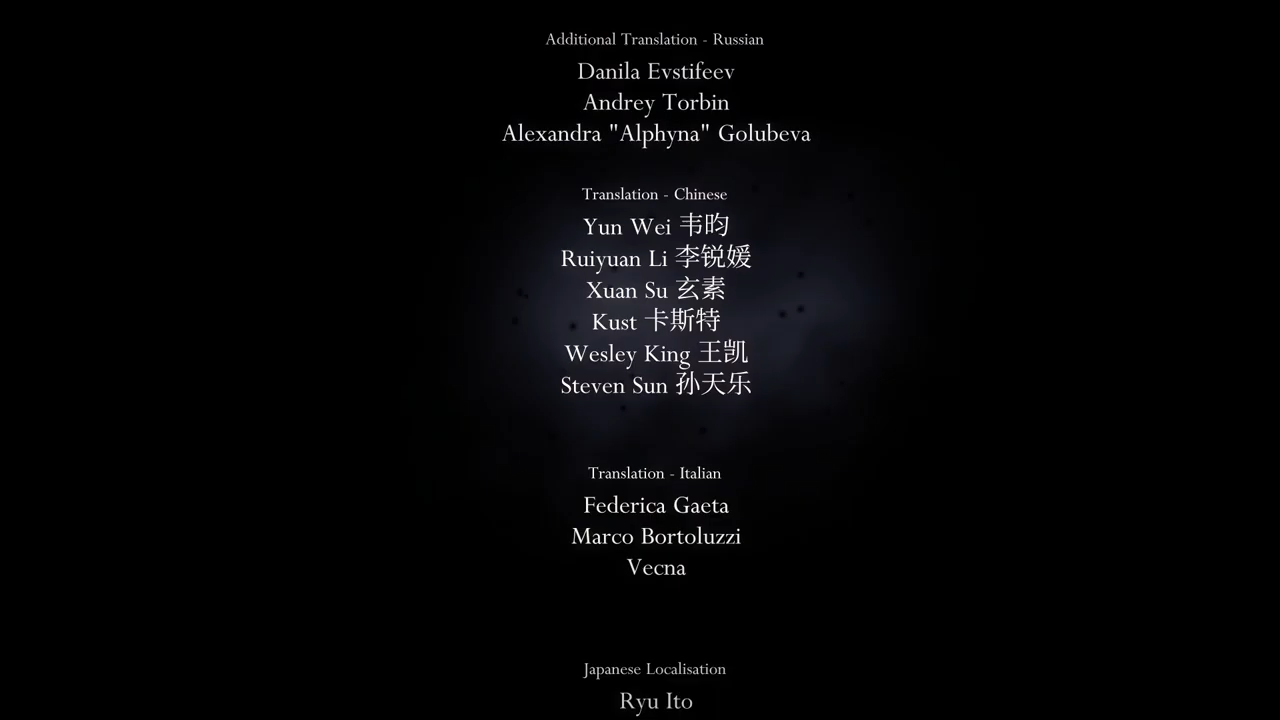 Additional Translation - Russian
Danila Evstifeev
Andrey Torbin
Alexandra "Alphyna" Golubeva
Translation - Chinese
Yun Wei 韦昀
Ruiyuan Li 李锐媛
Xuan Su 玄素
Kust 卡斯特
Wesley King 王凯
Steven Sun 孙天乐
Translation - Italian
Federica Gaeta
Marco Bortoluzzi
Vecna
Japanese Localisation
Ryu Ito